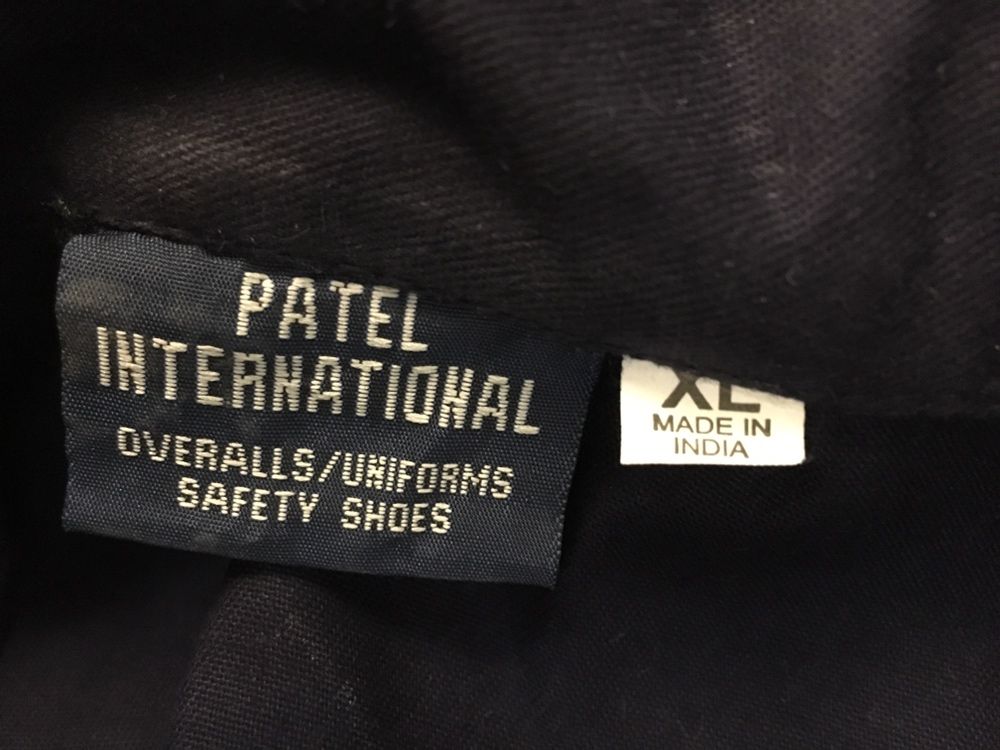 PATEL
INTERNATIONAL
OVERALLS/UNIFORMS
SAFETY SHOES
XL
MADE IN
INDIA